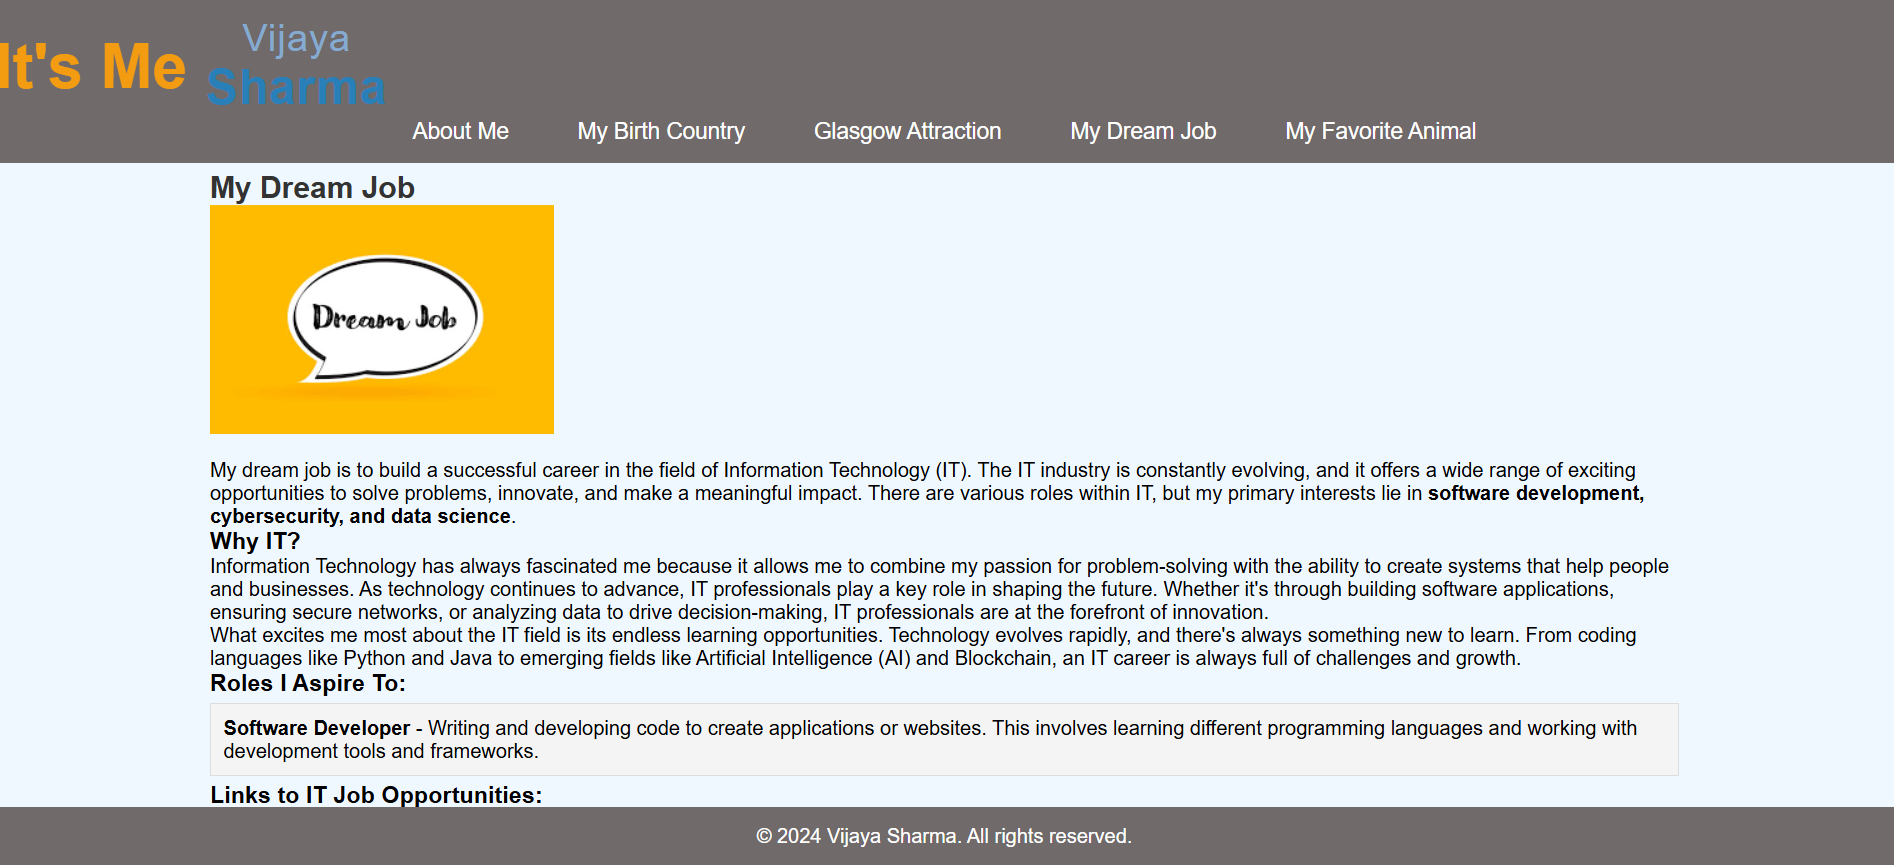 It's Me
Vijaya
Sharma
About Me My Birth Country Glasgow Attraction My Dream Job My Favorite Animal
My Dream Job
Dream Job
My dream job is to build a successful career in the field of Information Technology (IT). The IT industry is constantly evolving, and it offers a wide range of exciting
opportunities to solve problems, innovate, and make a meaningful impact. There are various roles within IT, but my primary interests lie in software development,
cybersecurity, and data science.
Why IT?
Information Technology has always fascinated me because it allows me to combine my passion for problem-solving with the ability to create systems that help people
and businesses. As technology continues to advance, IT professionals play a key role in shaping the future. Whether it's through building software applications,
ensuring secure networks, or analyzing data to drive decision-making, IT professionals are at the forefront of innovation.
What excites me most about the IT field is its endless learning opportunities. Technology evolves rapidly, and there's always something new to learn. From coding
languages like Python and Java to emerging fields like Artificial Intelligence (AI) and Blockchain, an IT career is always full of challenges and growth.
Roles I Aspire To:
Software Developer - Writing and developing code to create applications or websites. This involves learning different programming languages and working with
development tools and frameworks.
Links to IT Job Opportunities:
© 2024 Vijaya Sharma. All rights reserved.